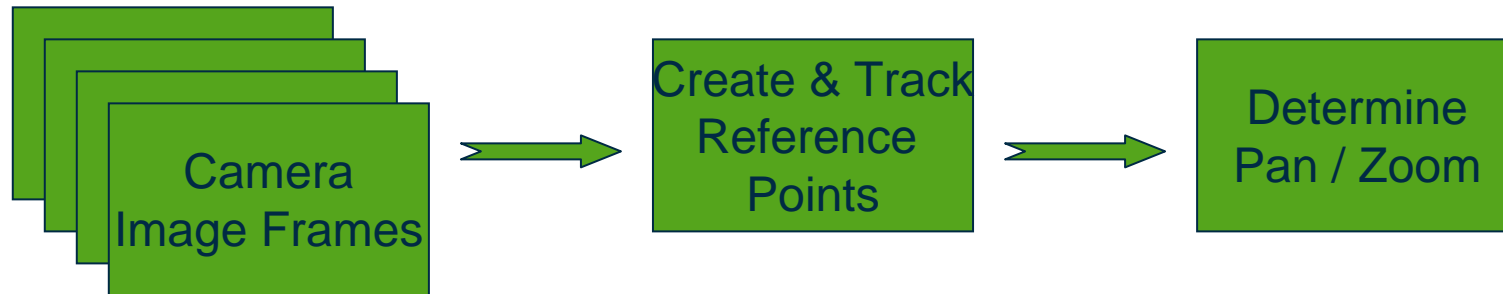 Camera
Image Frames
Create & Track
Reference
Points
Determine
Pan / Zoom